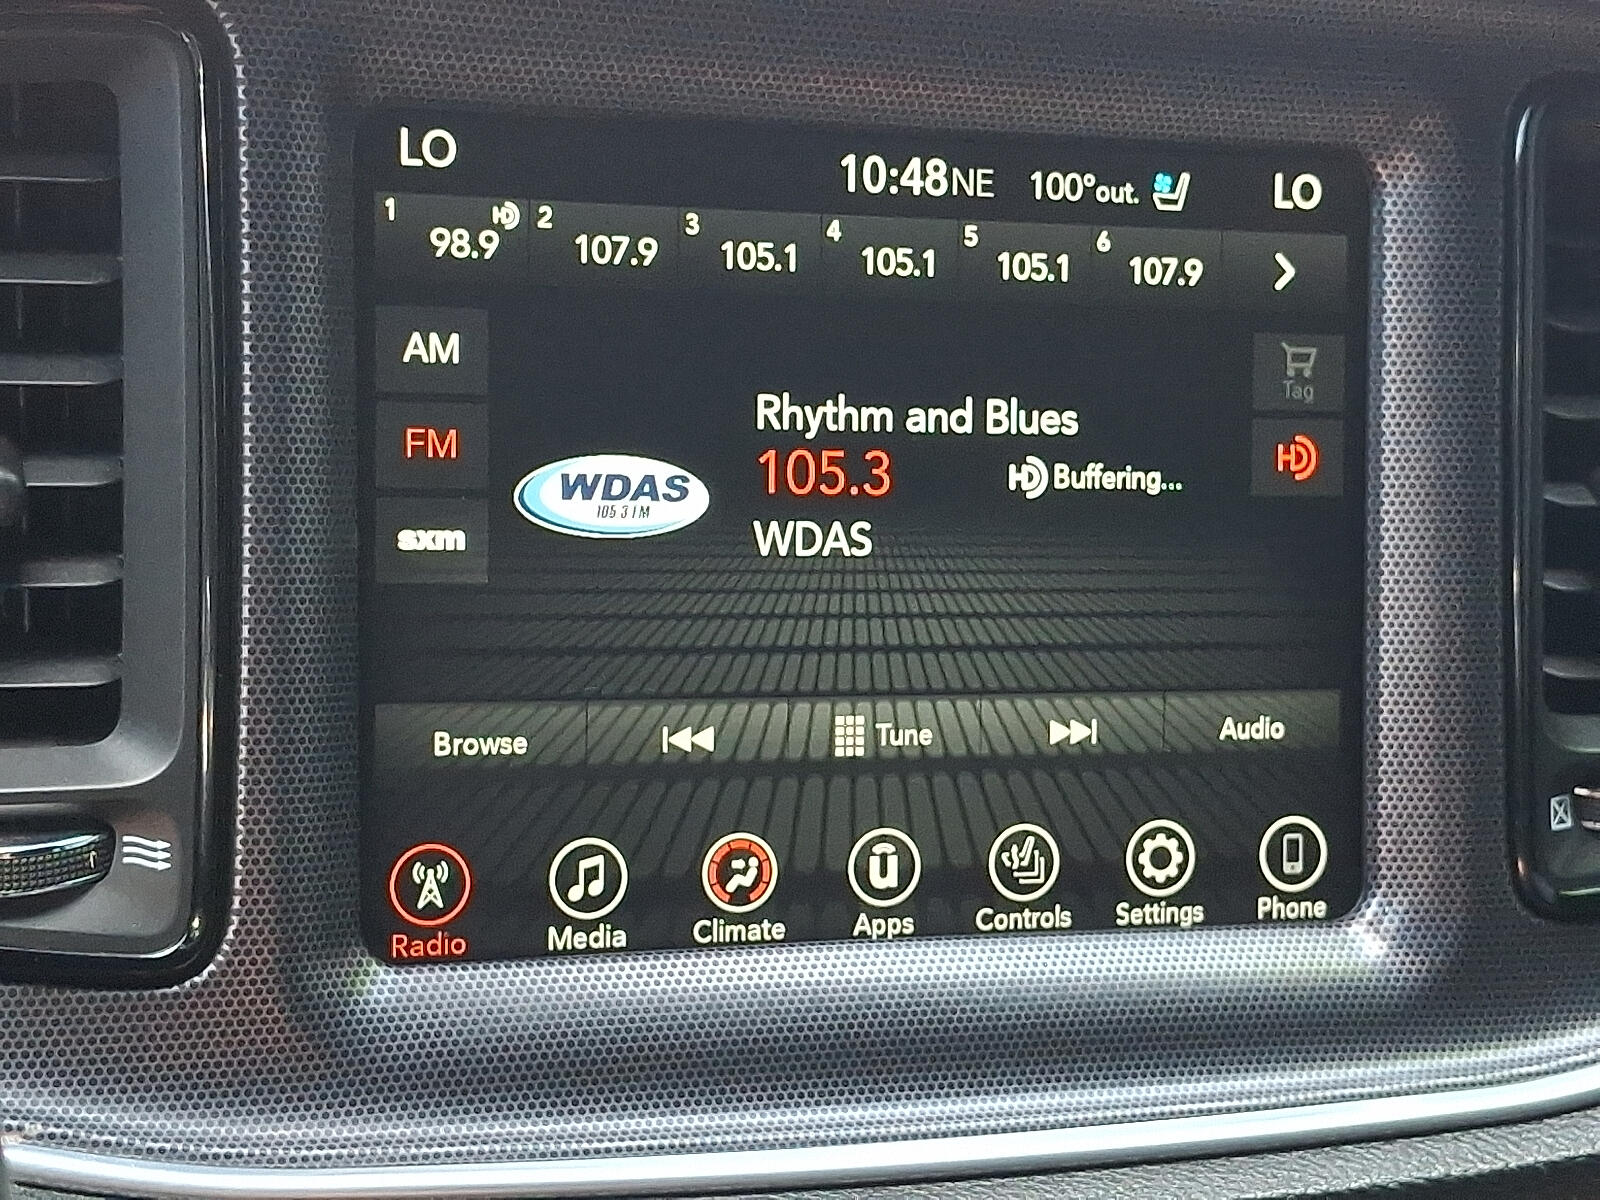 LO 10:48NE 100°out. LO
1 98.9 HD 2 107.9 3 105.1 4 105.1 5 105.1 6 107.9
AM
Tag
Rhythm and Blues
FM
105.3
HD Buffering...
HD
WDAS
105.3 FM
sxm
WDAS
Browse Tune Audio
Radio Media Climate Apps Controls Settings Phone